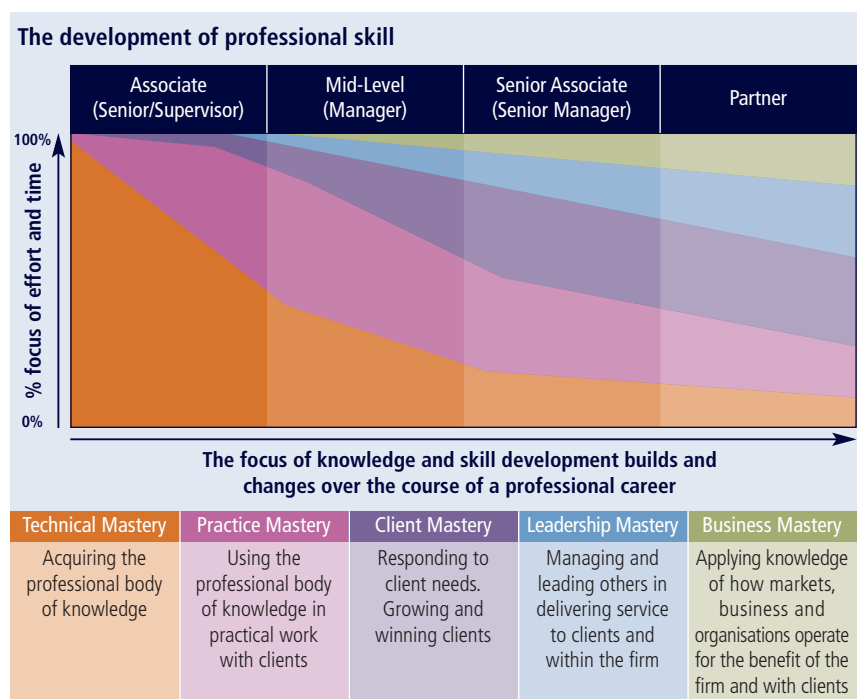 The development of professional skill
Associate
(Senior/Supervisor)
Mid-Level
(Manager)
Senior Associate
(Senior Manager)
Partner
100%
% focus of effort and time
0%
The focus of knowledge and skill development builds and
changes over the course of a professional career
Technical Mastery
Acquiring the
professional body
of knowledge
Practice Mastery
Using the
professional body
of knowledge in
practical work
with clients
Client Mastery
Responding to
client needs.
Growing and
winning clients
Leadership Mastery
Managing and
leading others in
delivering service
to clients and
within the firm
Business Mastery
Applying knowledge
of how markets,
business and
organisations operate
for the benefit of the
firm and with clients